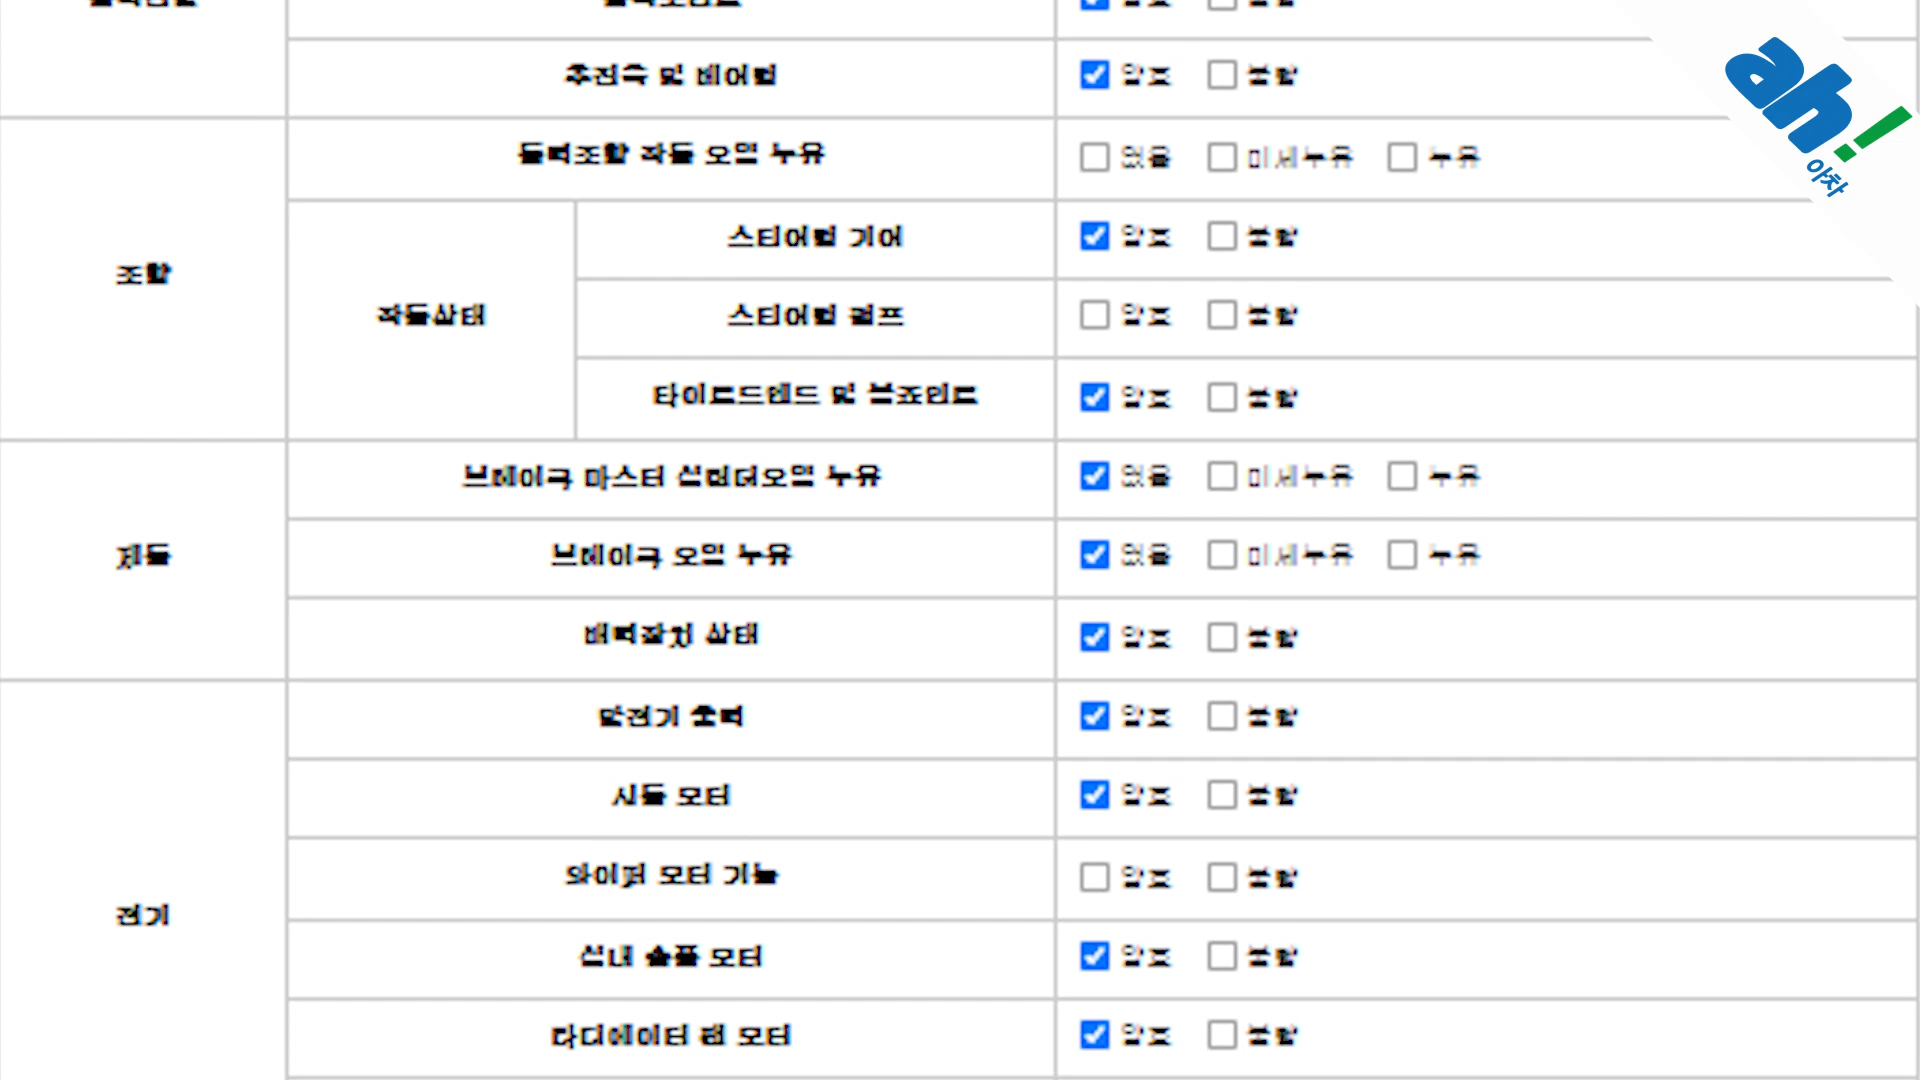 추진축 및 베어링 양호 불량
동력조향 작동 오일 누유 없음 미세누유 누유
조향
작동상태
스티어링 기어 양호 불량
스티어링 펌프 양호 불량
타이로드엔드 및 볼죠인트 양호 불량
제동
브레이크 마스터 실린더오일 누유 없음 미세누유 누유
브레이크 오일 누유 없음 미세누유 누유
배력장치 상태 양호 불량
전기
발전기 출력 양호 불량
시동 모터 양호 불량
와이퍼 모터 기능 양호 불량
실내 송풍 모터 양호 불량
라디에이터 팬 모터 양호 불량
ah!
아차